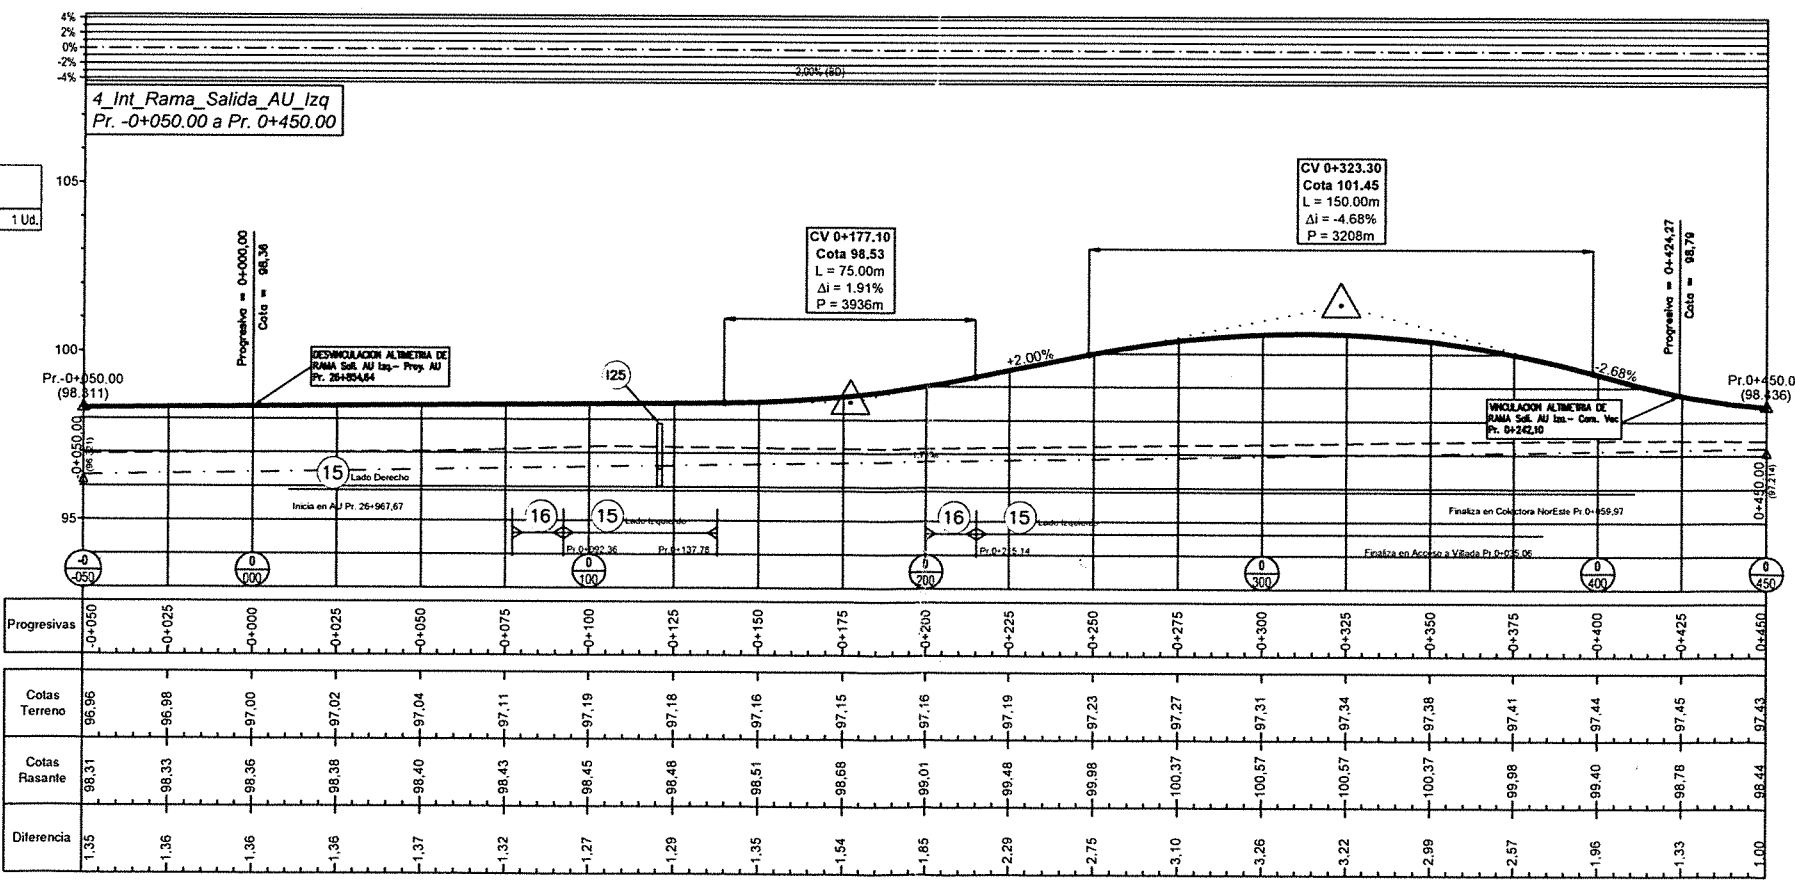 4%
2%
0%
-2%
-4%
-2,00% (BD)
4_Int_Rama_Salida_AU_Izq
Pr. -0+050.00 a Pr. 0+450.00
1 Ud.
105
100
95
CV 0+323.30
Cota 101.45
L = 150.00m
Δi = -4.68%
P = 3208m
CV 0+177.10
Cota 98.53
L = 75.00m
Δi = 1.91%
P = 3936m
Progresiva = 0+000,00
Cota = 98,36
Progresiva = 0+424,27
Cota = 98,79
DESVINCULACION ALTIMETRIA DE
RAMA Sali. AU Izq.- Proy. AU
Pr. 26+854,64
Pr.-0+050.00
(98.311)
I25
+2.00%
-2.68%
Pr.0+450.0
(98.436)
VINCULACION ALTIMETRIA DE
RAMA Sali. AU Izq.- Com. Vec
Pr. 0+242,10
-0+050.00
(96.321)
0+450.00
(97.214)
15 Lado Derecho
Inicia en AU Pr. 26+967,67
16 15 Lado Izquierdo
Pr.0+092.36 Pr.0+137.78
16 15 Lado Izquier
Pr.0+215.14
Finaliza en Colectora NorEste Pr.0+059,97
Finaliza en Acceso a Villada Pr.0+035.06
-0 -050
0 000
0 100
0 200
0 300
0 400
0 450
Progresivas -0+050 -0+025 0+000 0+025 0+050 0+075 0+100 0+125 0+150 0+175 0+200 0+225 0+250 0+275 0+300 0+325 0+350 0+375 0+400 0+425 0+450
Cotas Terreno 96,96 96,98 97,00 97,02 97,04 97,11 97,19 97,18 97,16 97,15 97,16 97,19 97,23 97,27 97,31 97,34 97,38 97,41 97,44 97,45 97,43
Cotas Rasante 98,31 98,33 98,36 98,38 98,40 98,43 98,45 98,48 98,51 98,68 99,01 99,48 99,98 100,37 100,57 100,57 100,37 99,98 99,40 98,78 98,44
Diferencia 1,35 1,36 1,36 1,36 1,37 1,32 1,27 1,29 1,35 1,54 1,85 2,29 2,75 3,10 3,26 3,22 2,99 2,57 1,96 1,33 1,00